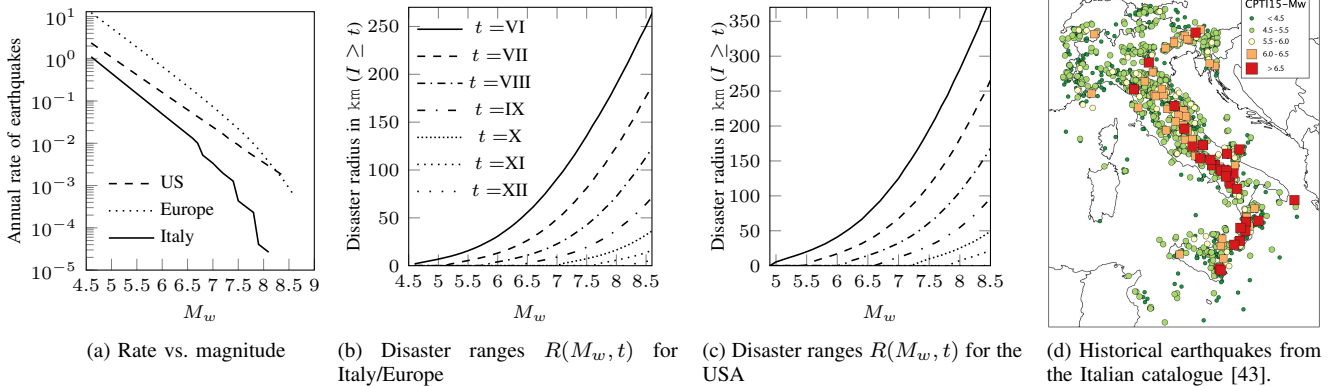 Annual rate of earthquakes
10^1
10^0
10^−1
10^−2
10^−3
10^−4
10^−5
US
Europe
Italy
4.5 5 5.5 6 6.5 7 7.5 8 8.5 9
M_w
(a) Rate vs. magnitude
Disaster radius in km (I ≥ t)
250
200
150
100
50
0
t = VI
t = VII
t = VIII
t = IX
t = X
t = XI
t = XII
4.5 5 5.5 6 6.5 7 7.5 8 8.5
M_w
(b) Disaster ranges R(M_w, t) for
Italy/Europe
Disaster radius in km (I ≥ t)
350
300
250
200
150
100
50
0
5 5.5 6 6.5 7 7.5 8 8.5
M_w
(c) Disaster ranges R(M_w, t) for the
USA
CPTI15-Mw
< 4.5
4.5 - 5.5
5.5 - 6.0
6.0 - 6.5
> 6.5
(d) Historical earthquakes from
the Italian catalogue [43].